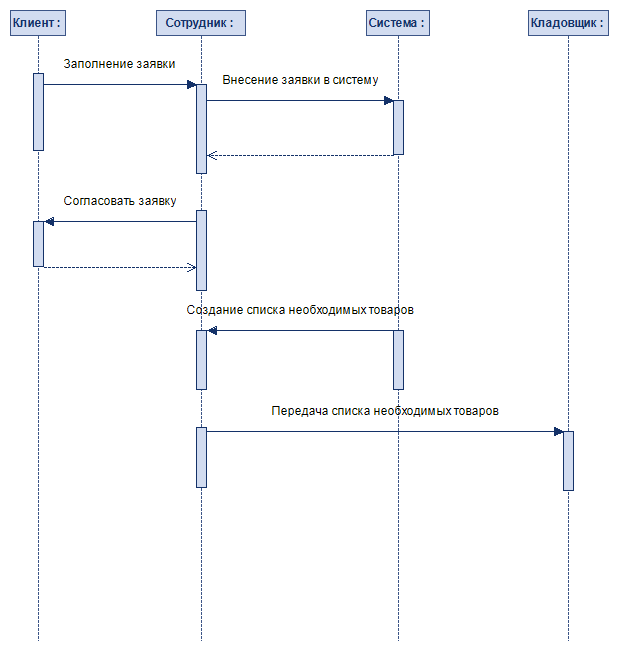 Клиент :
Сотрудник :
Система :
Кладовщик :
Заполнение заявки
Внесение заявки в систему
Согласовать заявку
Создание списка необходимых товаров
Передача списка необходимых товаров